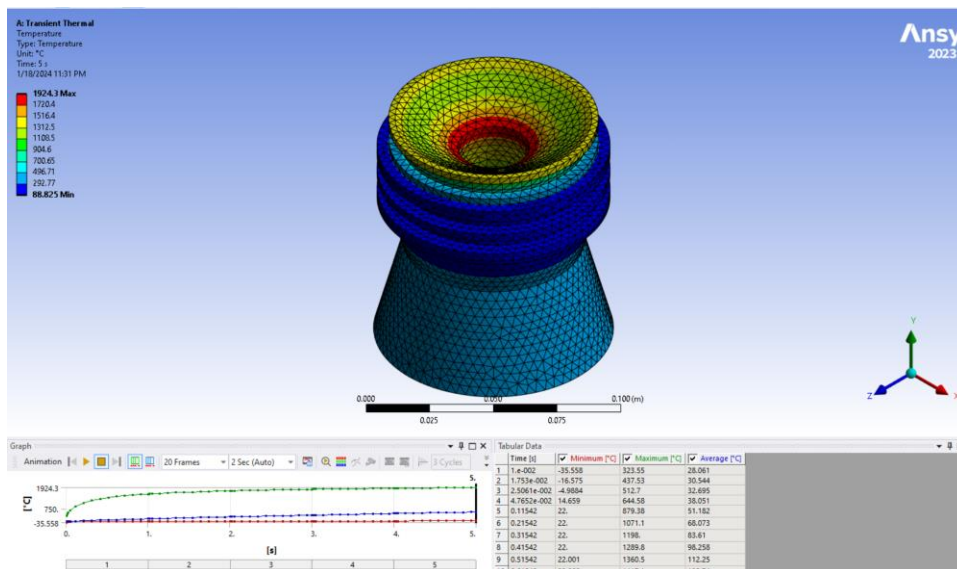 A: Transient Thermal
Temperature
Type: Temperature
Unit: °C
Time: 5 s
1/18/2024 11:31 PM
1924.3 Max
1720.4
1516.4
1312.5
1108.5
904.6
700.65
496.71
292.77
88.825 Min
Ansy
2023
0.000 0.050 0.100 (m)
0.025 0.075
Y
Z X
Graph
Animation 20 Frames 2 Sec (Auto) 3 Cycles
5.
1924.3
750.
-35.558
[°C]
0. 1. 2. 3. 4. 5.
[s]
1 2 3 4 5
Tabular Data
Time [s] Minimum [°C] Maximum [°C] Average [°C]
1 1.e-002 -35.558 323.55 28.061
2 1.753e-002 -16.575 437.53 30.544
3 2.5061e-002 -4.9884 512.7 32.695
4 4.7652e-002 14.659 644.58 38.051
5 0.11542 22. 879.38 51.182
6 0.21542 22. 1071.1 68.073
7 0.31542 22. 1198. 83.61
8 0.41542 22. 1289.8 98.258
9 0.51542 22.001 1360.5 112.25